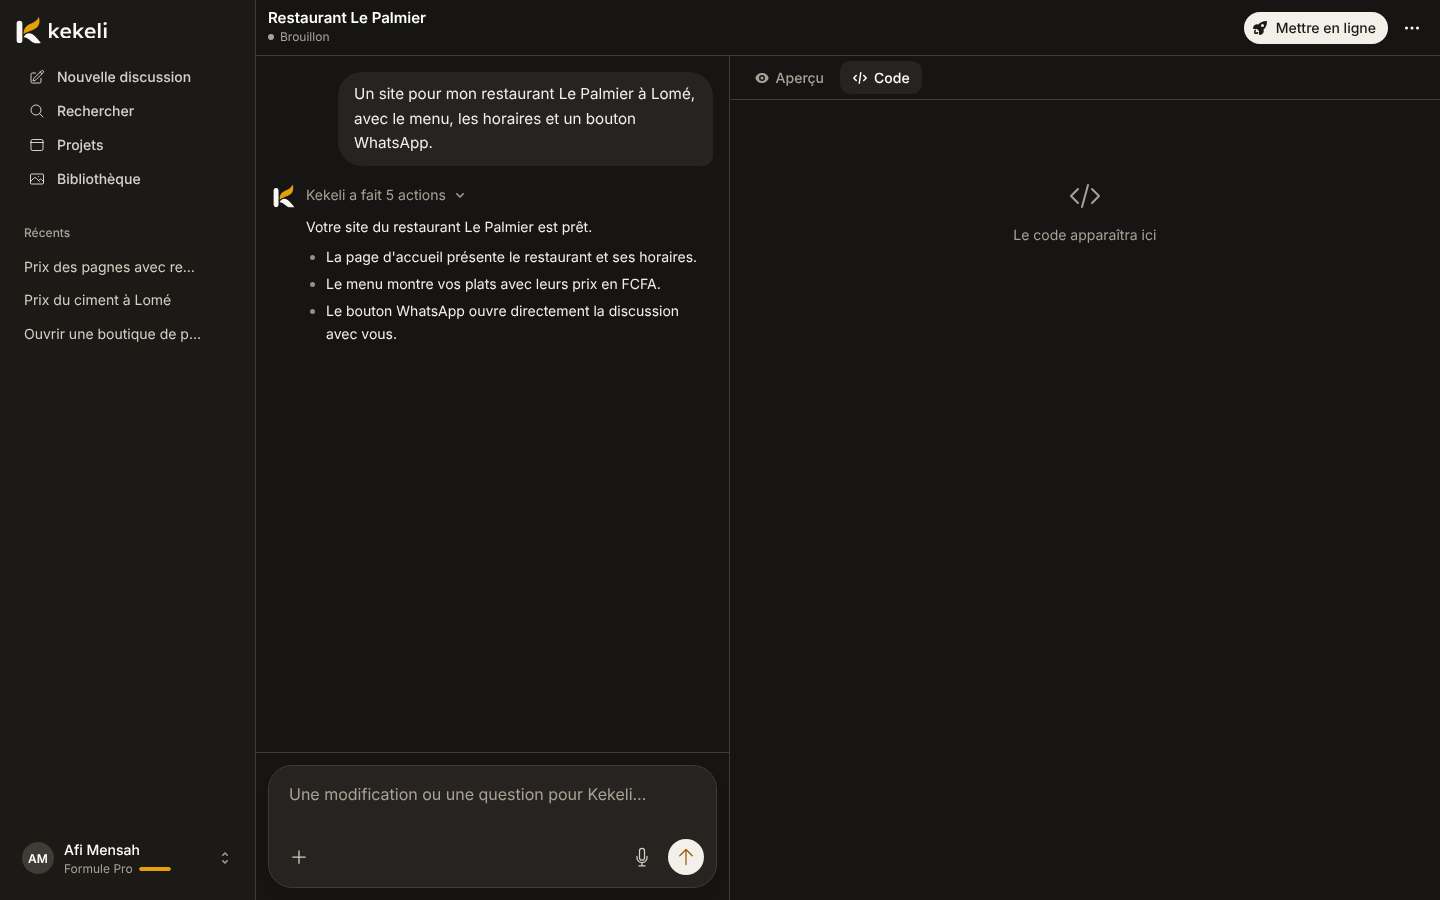 kekeli
Nouvelle discussion
Rechercher
Projets
Bibliothèque
Récents
Prix des pagnes avec re...
Prix du ciment à Lomé
Ouvrir une boutique de p...
AM
Afi Mensah
Formule Pro
Restaurant Le Palmier
Brouillon
Mettre en ligne
Un site pour mon restaurant Le Palmier à Lomé,
avec le menu, les horaires et un bouton
WhatsApp.
Kekeli a fait 5 actions
Votre site du restaurant Le Palmier est prêt.
La page d'accueil présente le restaurant et ses horaires.
Le menu montre vos plats avec leurs prix en FCFA.
Le bouton WhatsApp ouvre directement la discussion
avec vous.
Une modification ou une question pour Kekeli...
Aperçu
Code
Le code apparaîtra ici